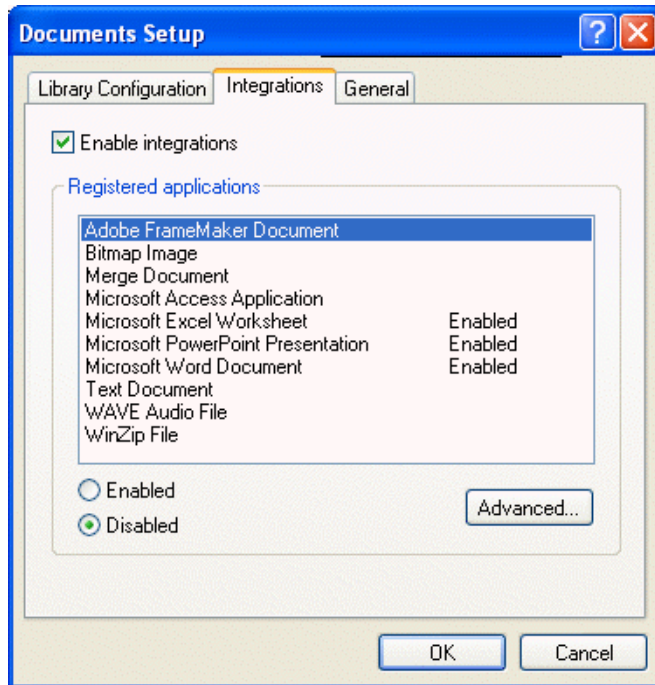 Documents Setup
Library Configuration Integrations General
Enable integrations
Registered applications
Adobe FrameMaker Document
Bitmap Image
Merge Document
Microsoft Access Application
Microsoft Excel Worksheet Enabled
Microsoft PowerPoint Presentation Enabled
Microsoft Word Document Enabled
Text Document
WAVE Audio File
WinZip File
Enabled
Advanced...
Disabled
OK Cancel